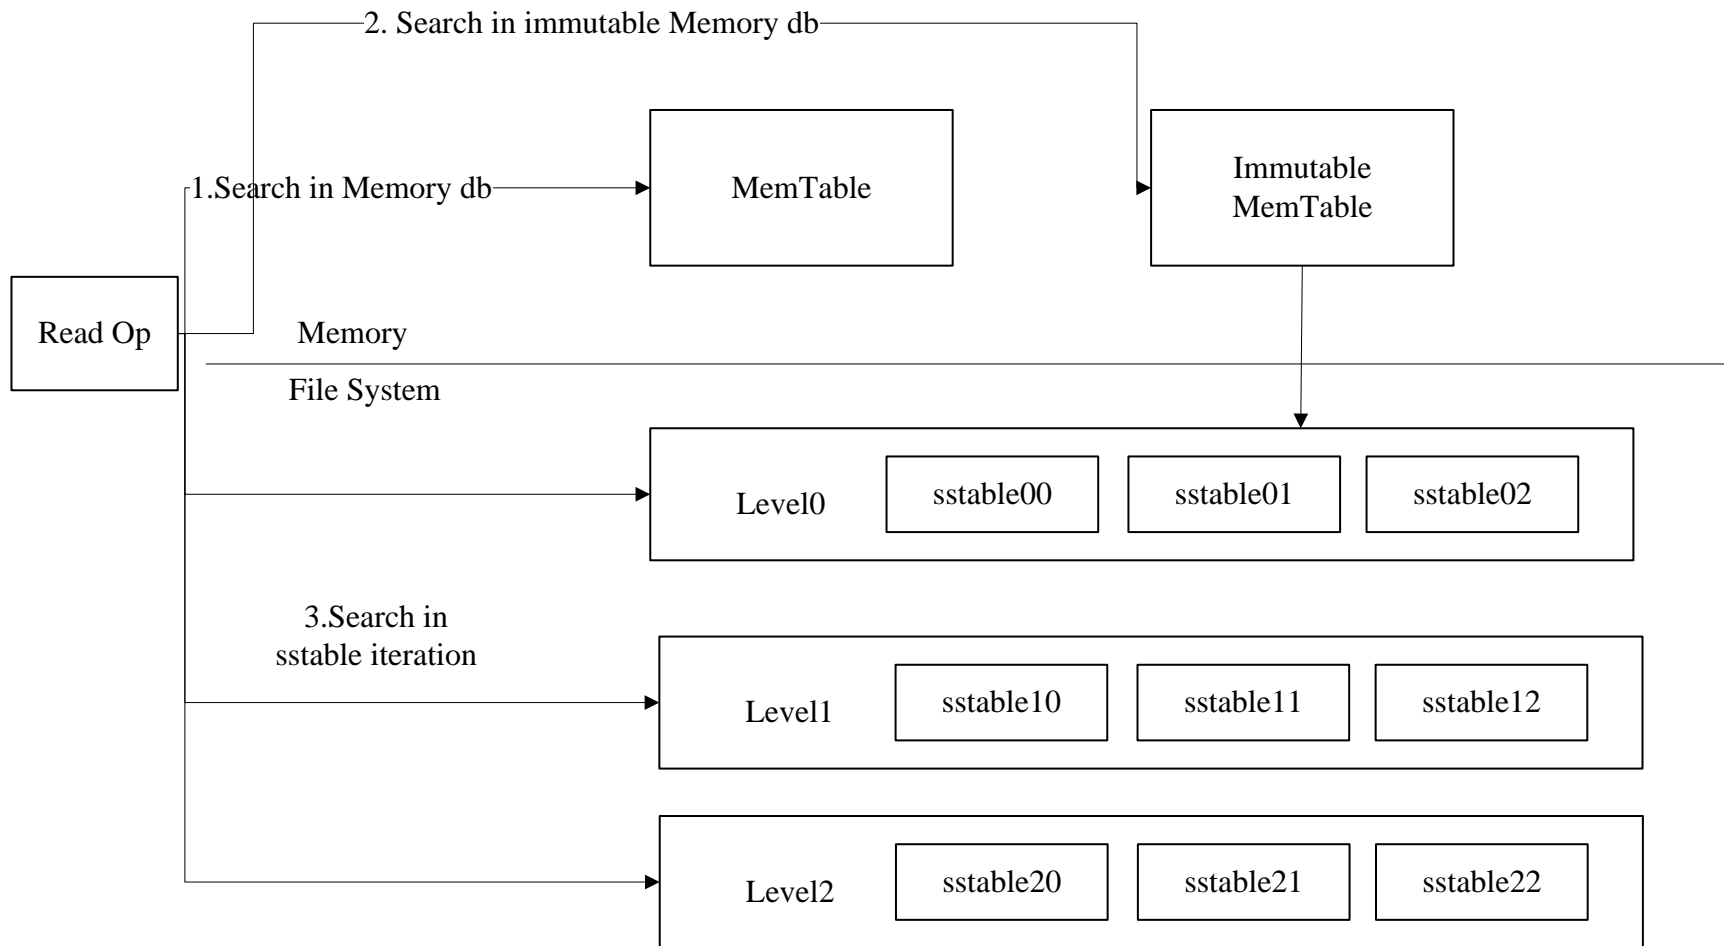 2. Search in immutable Memory db
1.Search in Memory db
MemTable
Immutable
MemTable
Read Op
Memory
File System
Level0
sstable00
sstable01
sstable02
3.Search in
sstable iteration
Level1
sstable10
sstable11
sstable12
Level2
sstable20
sstable21
sstable22